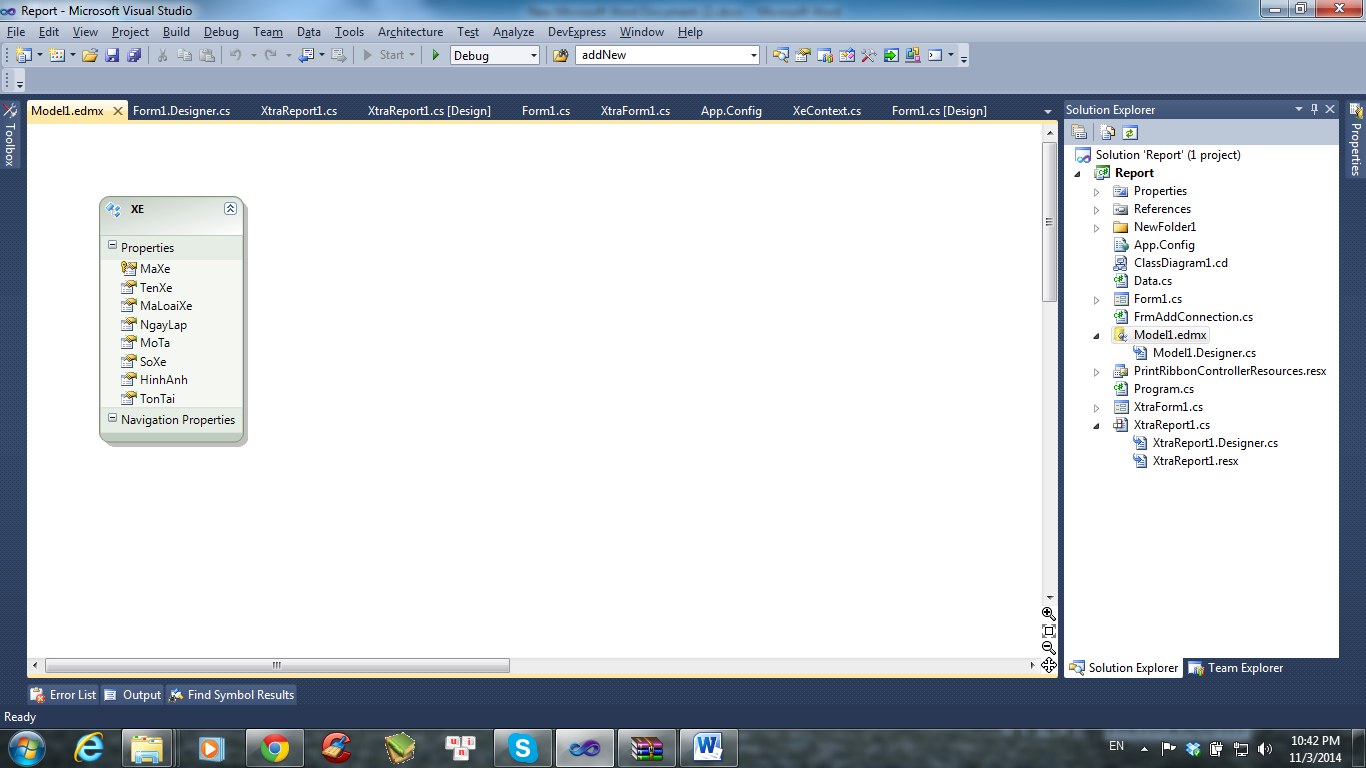 Report - Microsoft Visual Studio
File Edit View Project Build Debug Team Data Tools Architecture Test Analyze DevExpress Window Help
Start Debug addNew
Model1.edmx Form1.Designer.cs XtraReport1.cs XtraReport1.cs [Design] Form1.cs XtraForm1.cs App.Config XeContext.cs Form1.cs [Design]
Toolbox
XE
Properties
MaXe
TenXe
MaLoaiXe
NgayLap
MoTa
SoXe
HinhAnh
TonTai
Navigation Properties
Solution Explorer
Solution 'Report' (1 project)
Report
Properties
References
NewFolder1
App.Config
ClassDiagram1.cd
Data.cs
Form1.cs
FrmAddConnection.cs
Model1.edmx
Model1.Designer.cs
PrintRibbonControllerResources.resx
Program.cs
XtraForm1.cs
XtraReport1.cs
XtraReport1.Designer.cs
XtraReport1.resx
Solution Explorer Team Explorer
Properties
Error List Output Find Symbol Results
Ready
EN
10:42 PM
11/3/2014